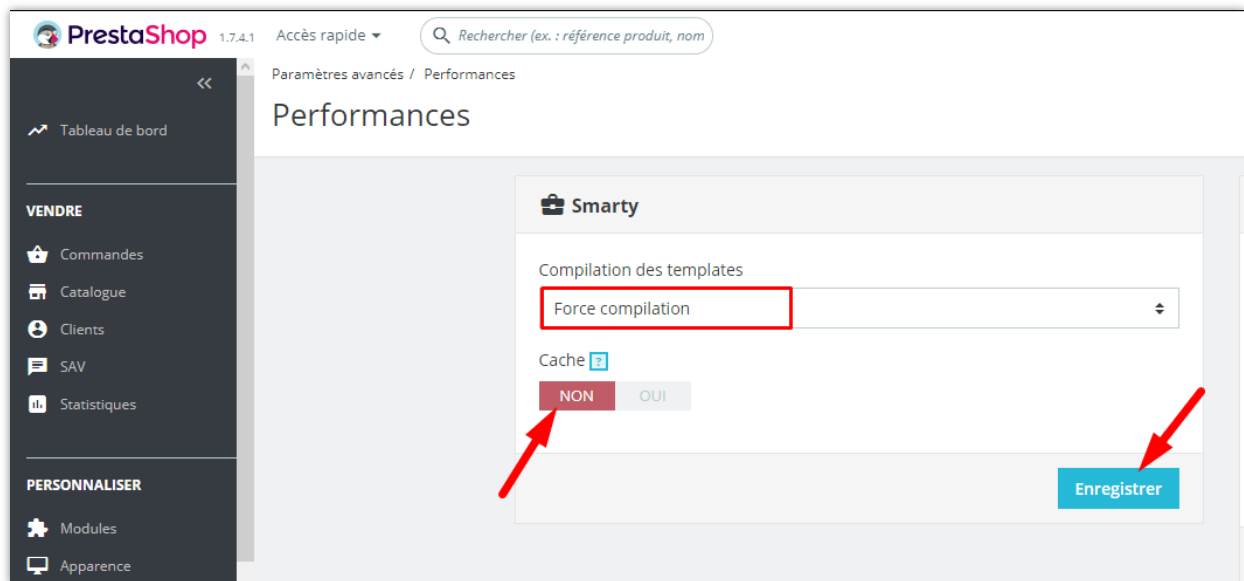 PrestaShop 1.7.4.1 Accès rapide Rechercher (ex. : référence produit, nom
Paramètres avancés / Performances
Performances
Tableau de bord
VENDRE
Commandes
Catalogue
Clients
SAV
Statistiques
PERSONNALISER
Modules
Apparence
Smarty
Compilation des templates
Force compilation
Cache ?
NON OUI
Enregistrer